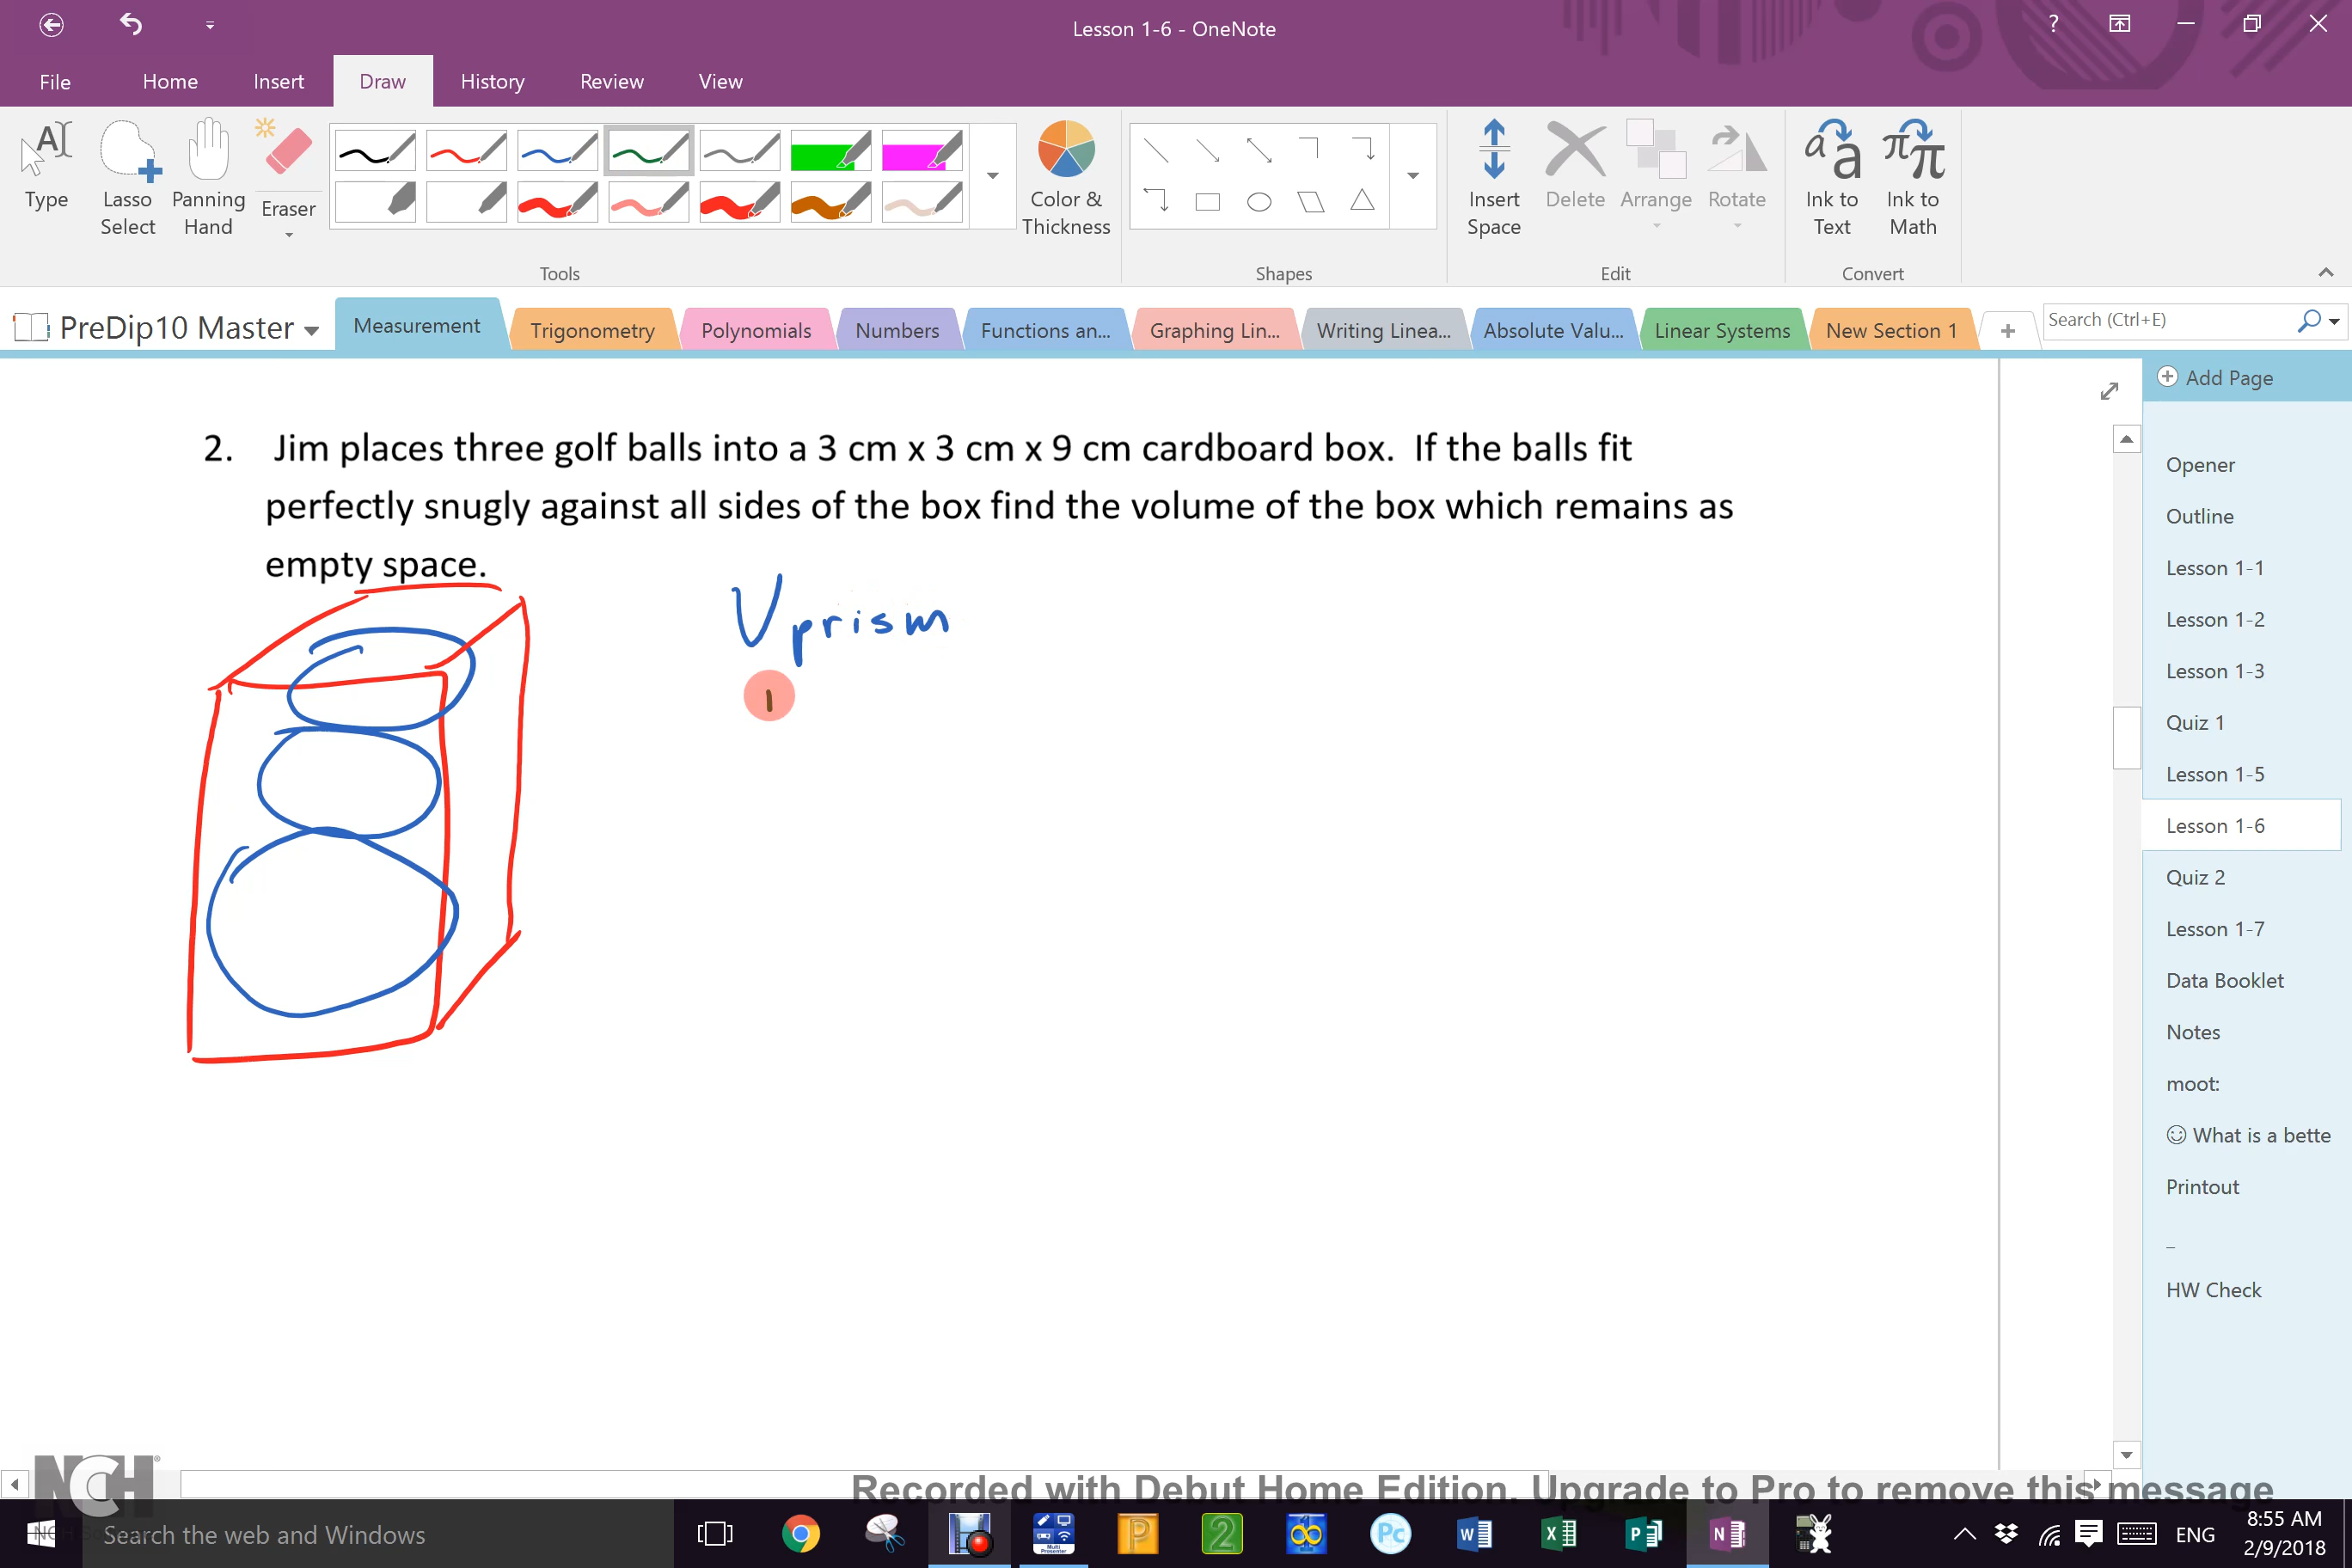 Lesson 1-6 - OneNote
?
File Home Insert Draw History Review View
Type
Lasso Select
Panning Hand
Eraser
Color & Thickness
Insert Space
Delete
Arrange
Rotate
Ink to Text
Ink to Math
Tools
Shapes
Edit
Convert
PreDip10 Master
Measurement Trigonometry Polynomials Numbers Functions an... Graphing Lin... Writing Linea... Absolute Valu... Linear Systems New Section 1 +
Search (Ctrl+E)
Add Page
2. Jim places three golf balls into a 3 cm x 3 cm x 9 cm cardboard box. If the balls fit
perfectly snugly against all sides of the box find the volume of the box which remains as
empty space.
Vprism
Opener
Outline
Lesson 1-1
Lesson 1-2
Lesson 1-3
Quiz 1
Lesson 1-5
Lesson 1-6
Quiz 2
Lesson 1-7
Data Booklet
Notes
moot:
☺ What is a bette
Printout
_
HW Check
NCH
Recorded with Debut Home Edition. Upgrade to Pro to remove this message
Search the web and Windows
ENG
8:55 AM
2/9/2018